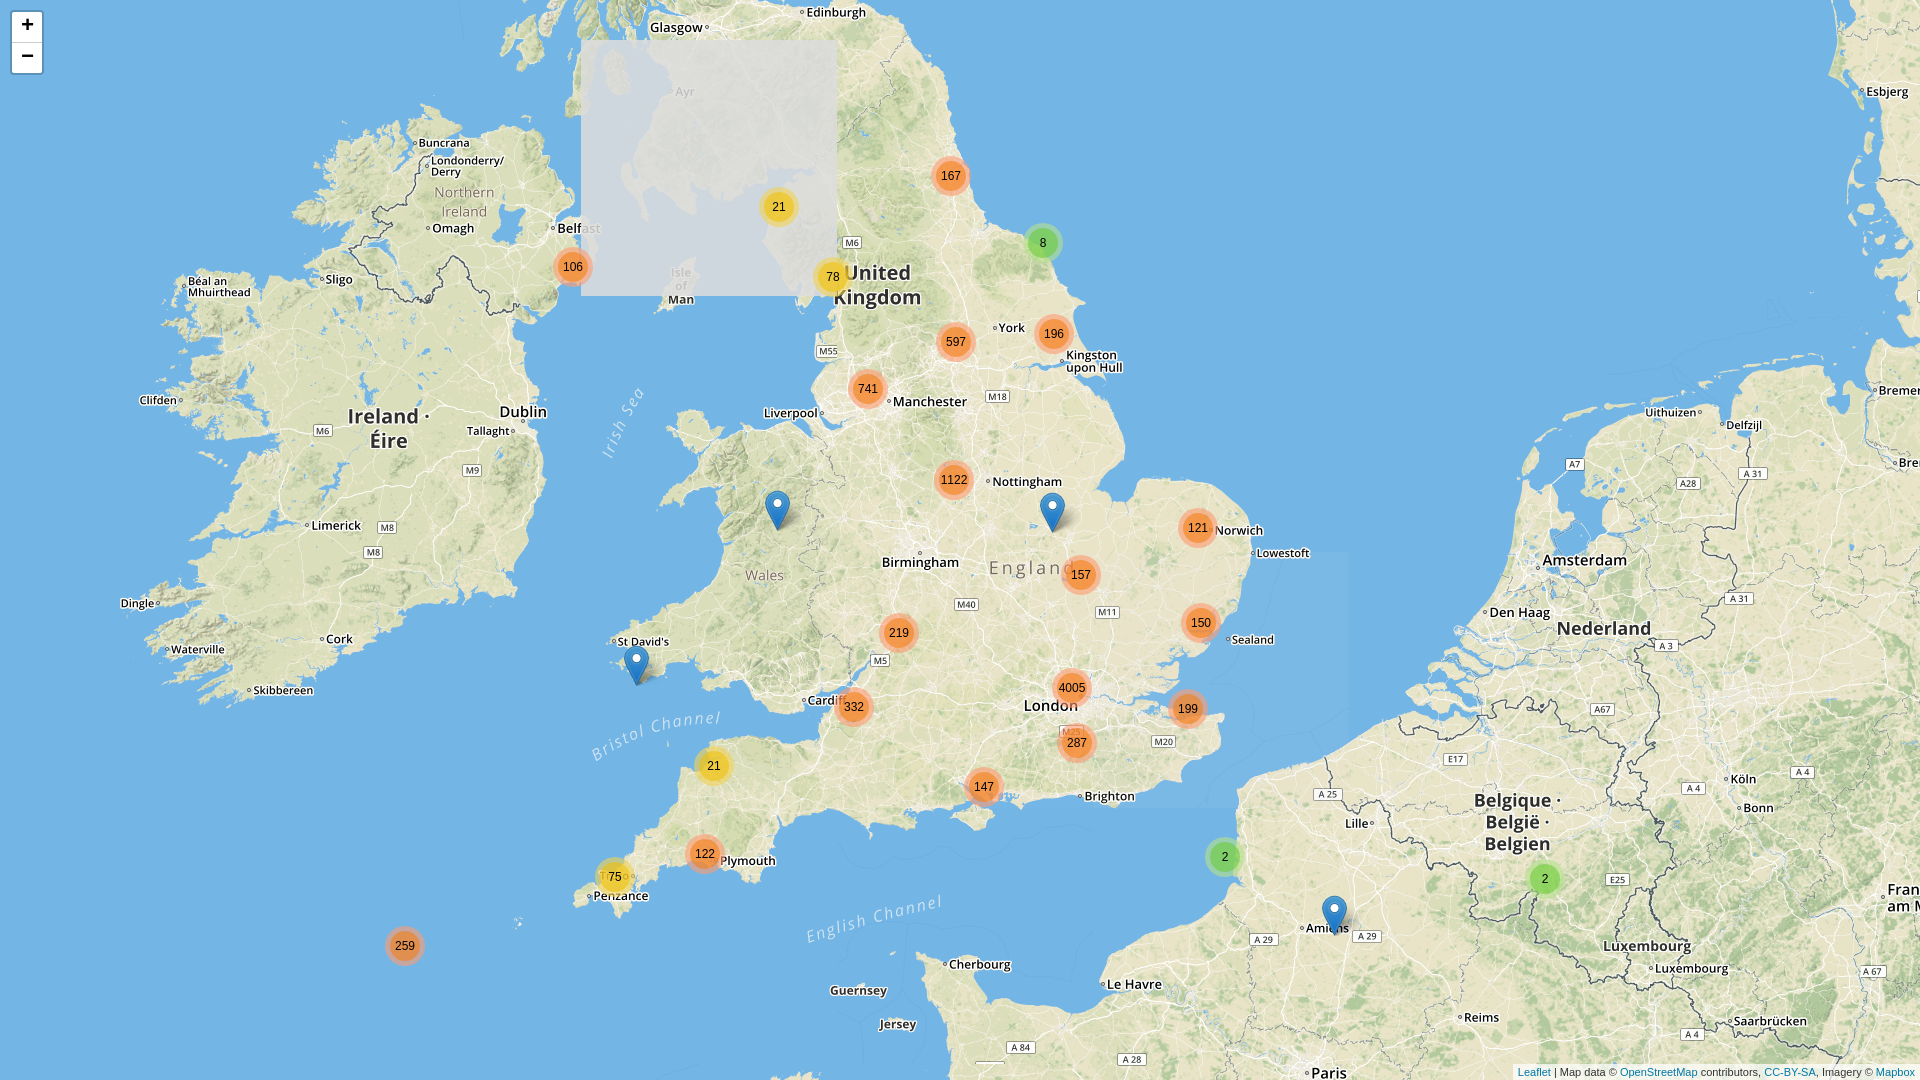 +
−
Edinburgh
Glasgow
Ayr
Esbjerg
Buncrana
Londonderry/
Derry
167
Northern
Ireland
21
Omagh
Belfast
M6
8
106
Isle
of
Man
78
United
Kingdom
Sligo
Béal an
Mhuirthead
York
196
597
M55
Kingston
upon Hull
741
Manchester
M18
Clifden
Liverpool
Dublin
Ireland ·
Éire
Tallaght
M6
Irish Sea
Uithuizen
Delfzijl
Bremer
Bre
M9
1122
Nottingham
A7
A 31
A28
Limerick
M8
M8
121
Norwich
Lowestoft
Birmingham
England
157
Wales
Amsterdam
Dingle
M40
M11
A 31
Den Haag
Nederland
Cork
Waterville
219
150
Sealand
St David's
M5
A 3
Skibbereen
4005
Cardiff
332
London
199
A67
Bristol Channel
M25
287
M20
21
E17
147
Brighton
A 25
A 4
Köln
A 4
Bonn
Belgique ·
België ·
Belgien
Lille
122
Plymouth
2
75
Penzance
2
E25
Fran
am M
English Channel
Amiens
A 29
A 29
259
Luxembourg
Luxembourg
Cherbourg
A 67
Le Havre
Guernsey
Jersey
Reims
Saarbrücken
A 4
A 84
A 28
Paris
Leaflet | Map data © OpenStreetMap contributors, CC-BY-SA, Imagery © Mapbox